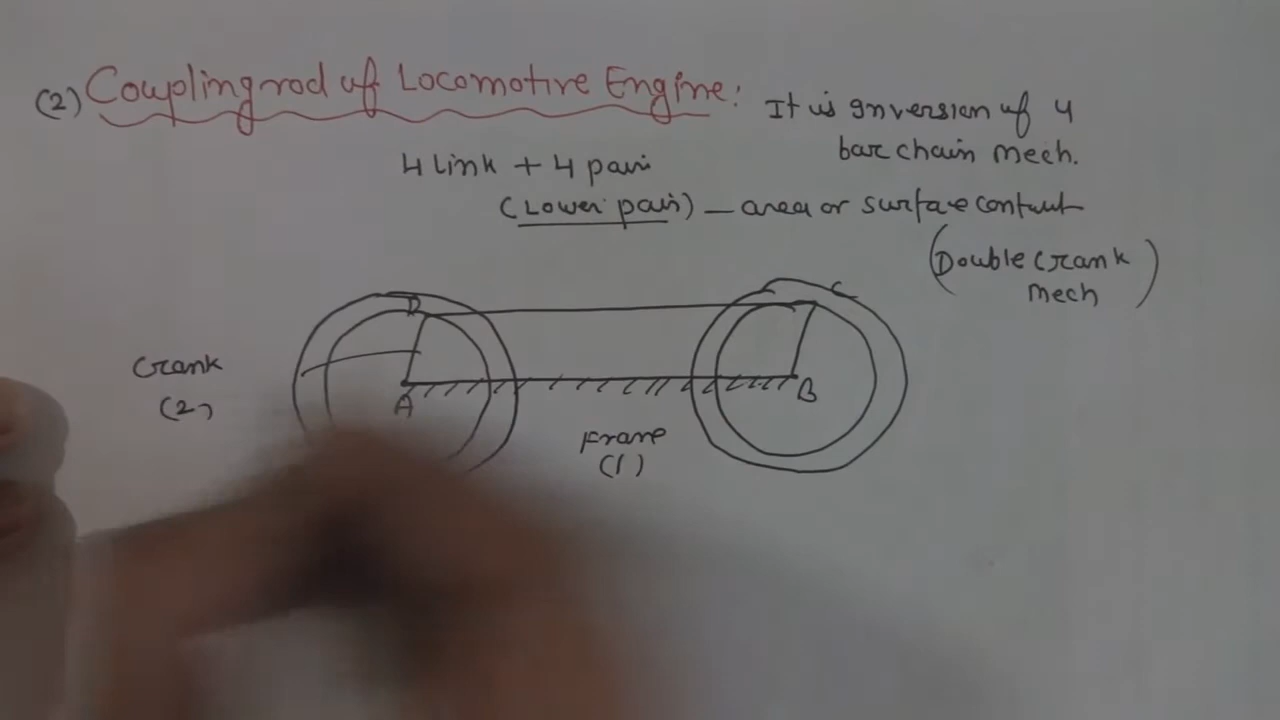 (2) Coupling rod of Locomotive Engine:
It is Inversion of 4
bar chain Mech.
4 Link + 4 pair
(Lower pair) — area or surface contact
(Double Crank
Mech)
D
C
Crank
(2)
A
B
Frame
(1)